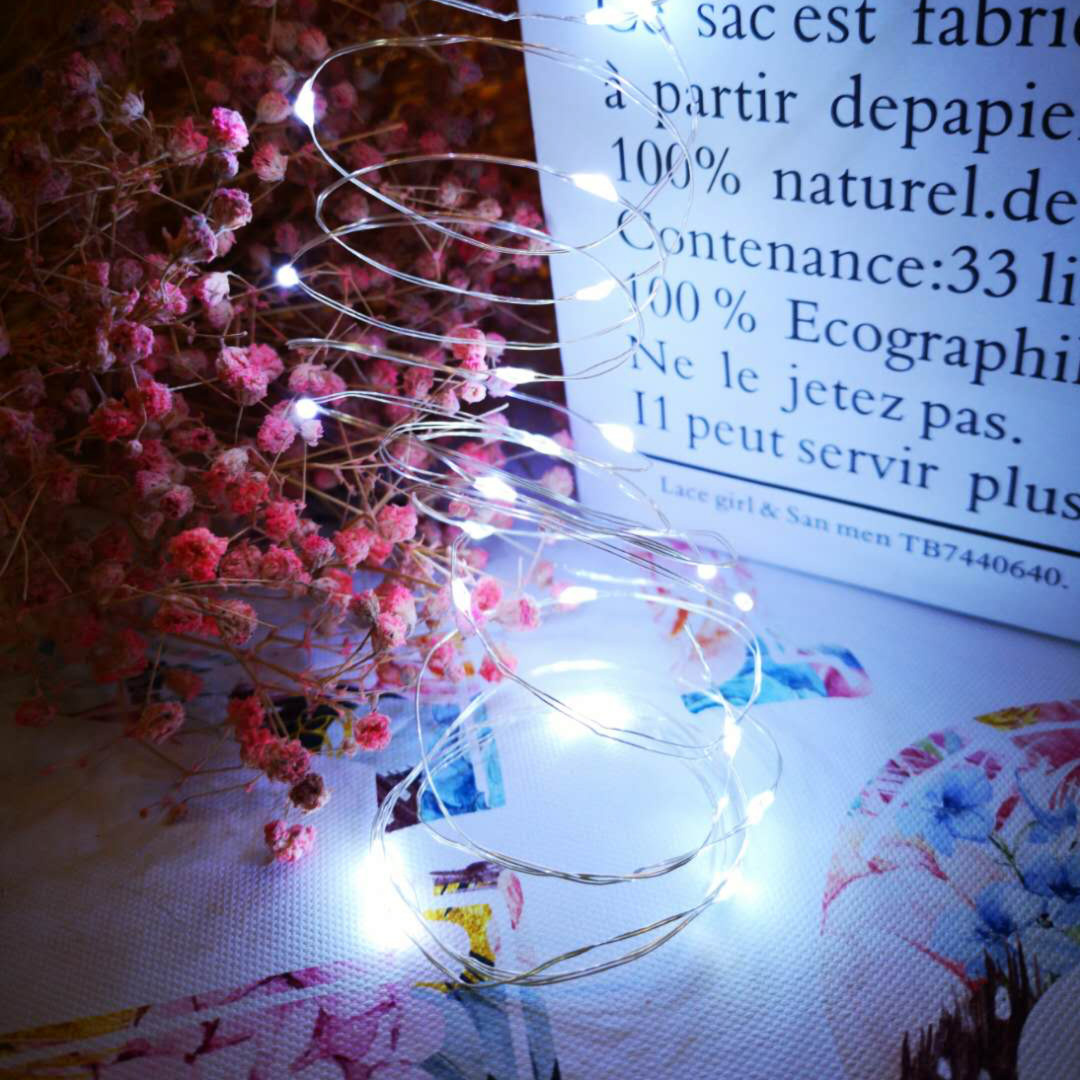 sac est fabri
à partir depapie
100% naturel.de
Contenance:33 li
100 % Ecographi
Ne le jetez pas.
I1 peut servir plus
Lace girl & San men TB7440640.